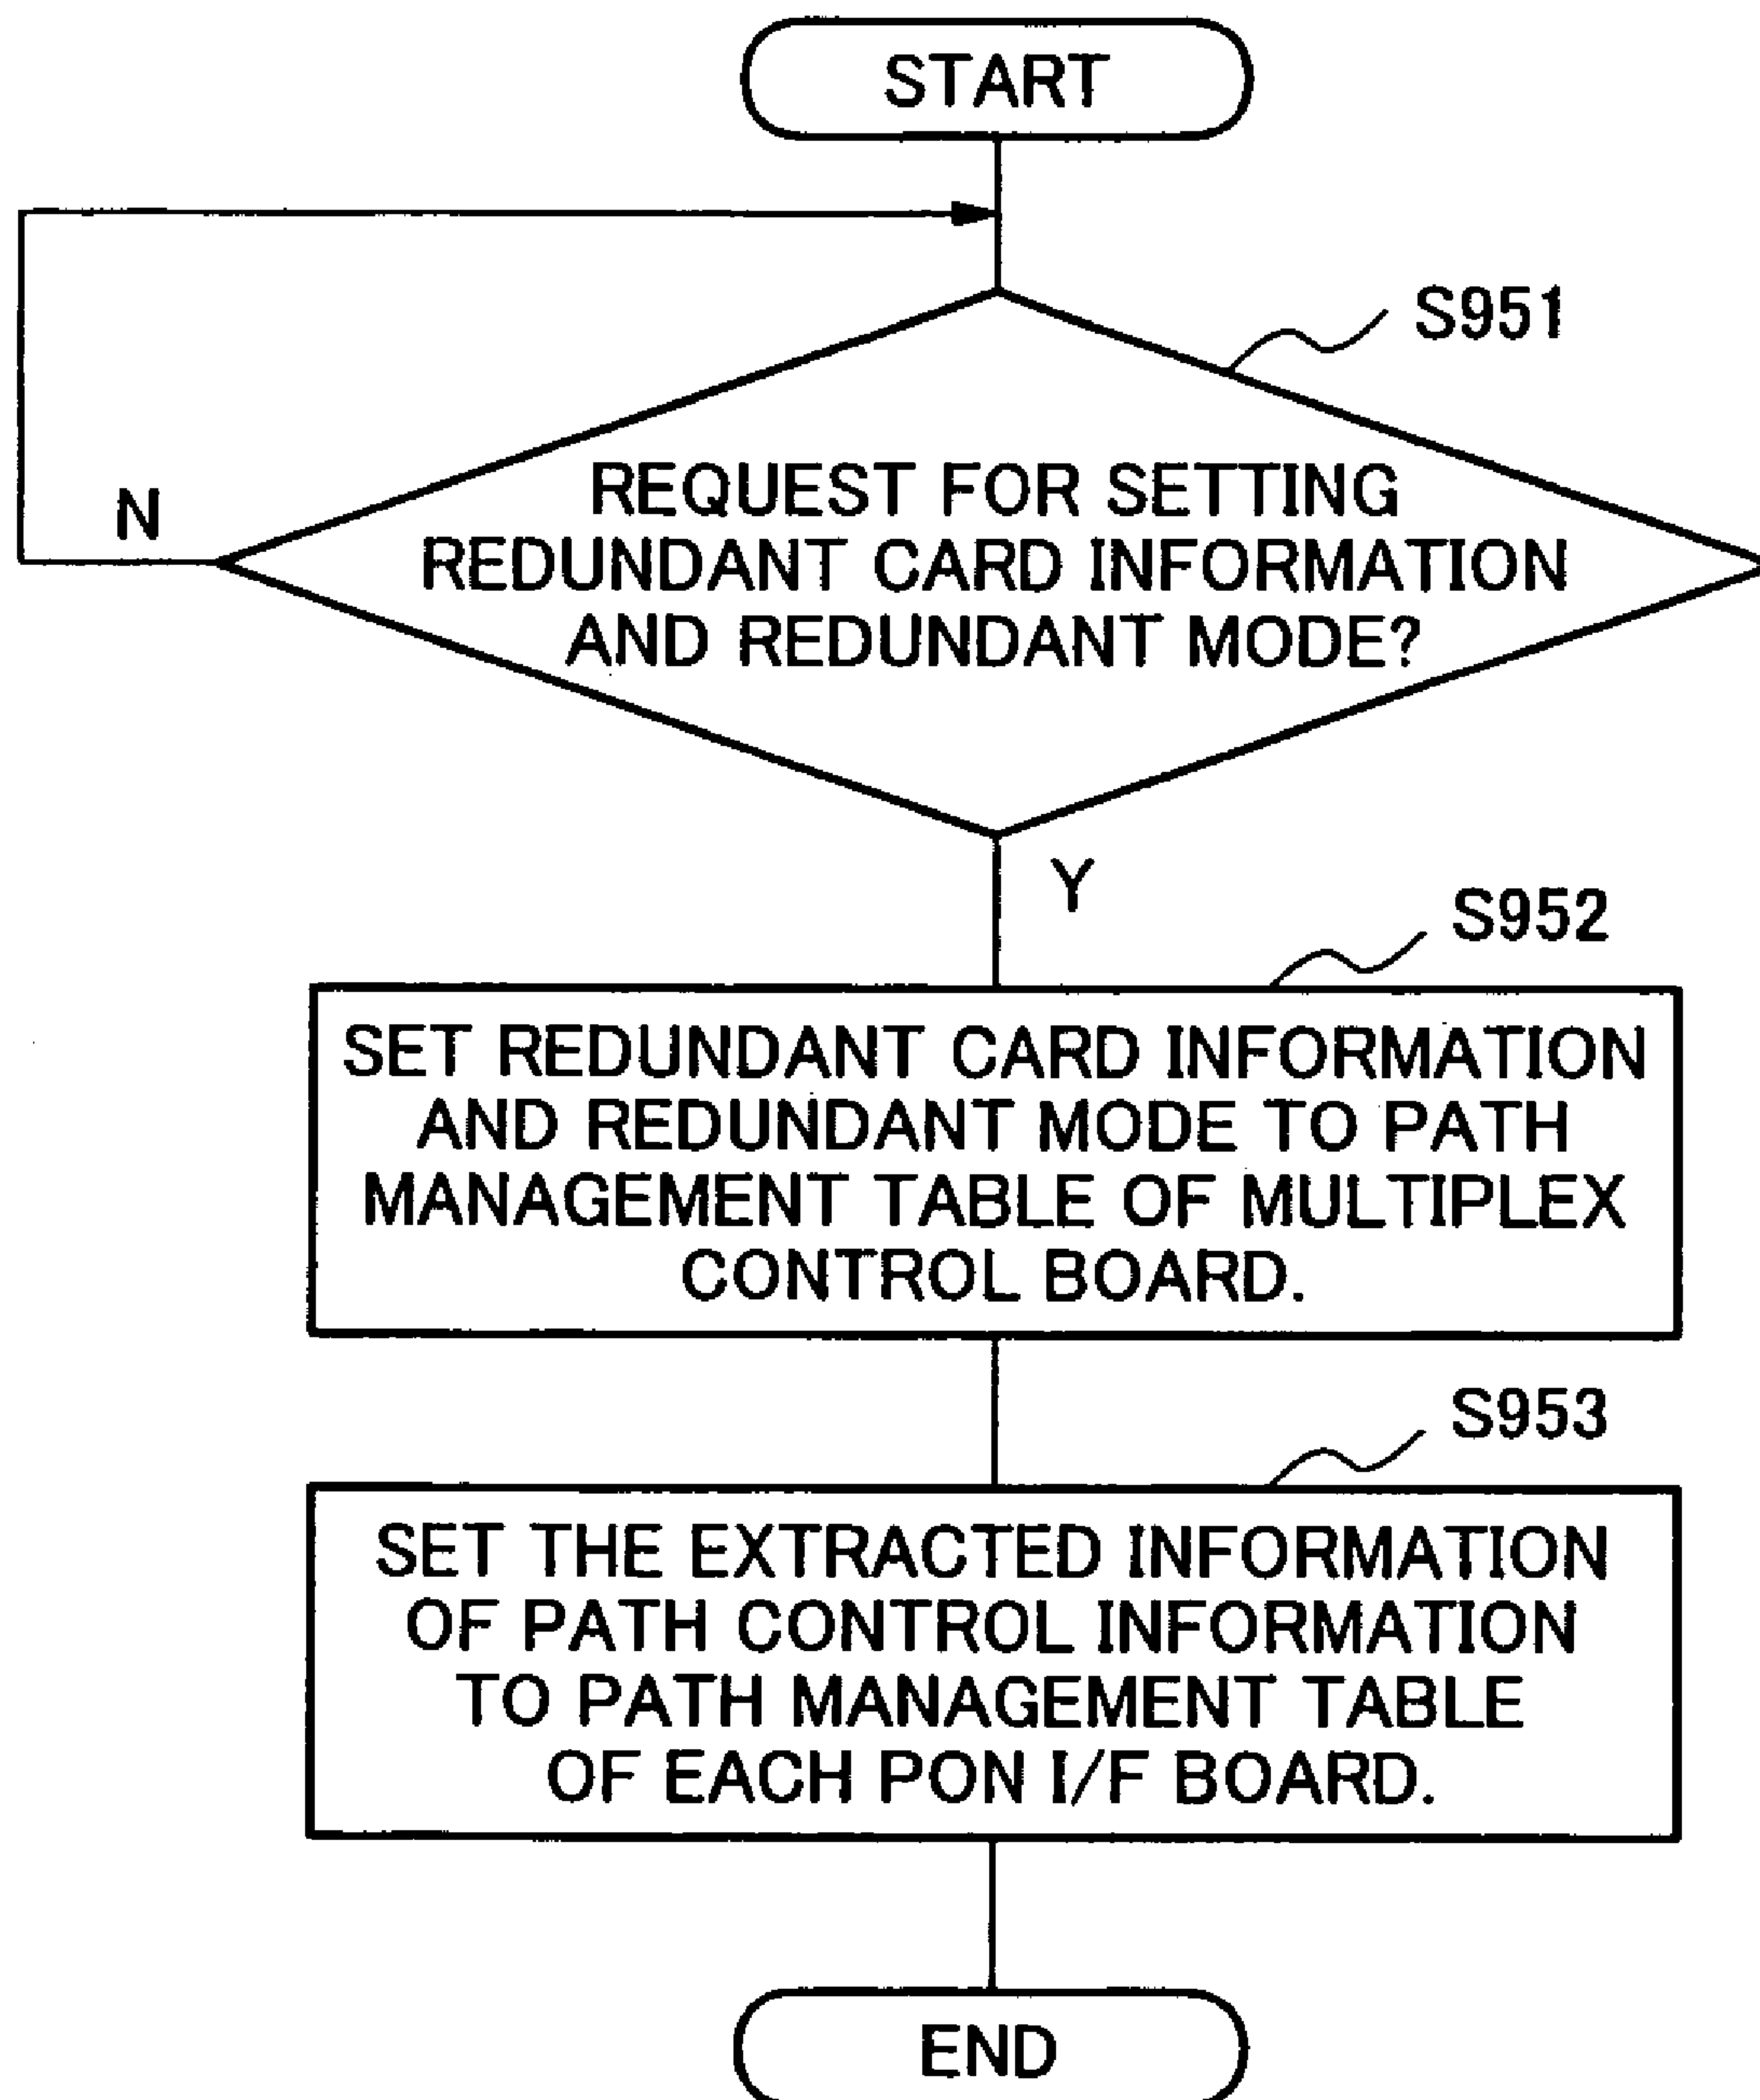 START
S951
REQUEST FOR SETTING
REDUNDANT CARD INFORMATION
AND REDUNDANT MODE?
N
Y
S952
SET REDUNDANT CARD INFORMATION
AND REDUNDANT MODE TO PATH
MANAGEMENT TABLE OF MULTIPLEX
CONTROL BOARD.
S953
SET THE EXTRACTED INFORMATION
OF PATH CONTROL INFORMATION
TO PATH MANAGEMENT TABLE
OF EACH PON I/F BOARD.
END